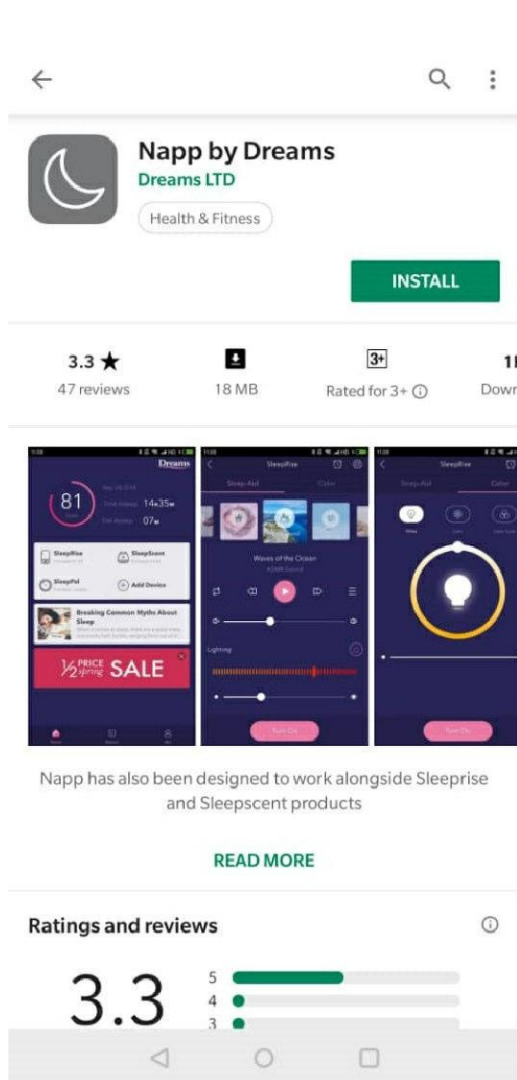 Napp by Dreams
Dreams LTD
Health & Fitness
INSTALL
3.3 ★
47 reviews
18 MB
3+
Rated for 3+
Down
Dreams
81
14h35m
07m
SleepRise
SleepScent
SleepPal
Add Device
Breaking Common Myths About
Sleep
½ PRICE spring SALE
SleepRise
Sleep-Aid
Color
Waves of the Ocean
Lighting
Turn On
SleepRise
Sleep-Aid
Color
Turn On
Napp has also been designed to work alongside Sleeprise
and Sleepscent products
READ MORE
Ratings and reviews
3.3
5
4
3